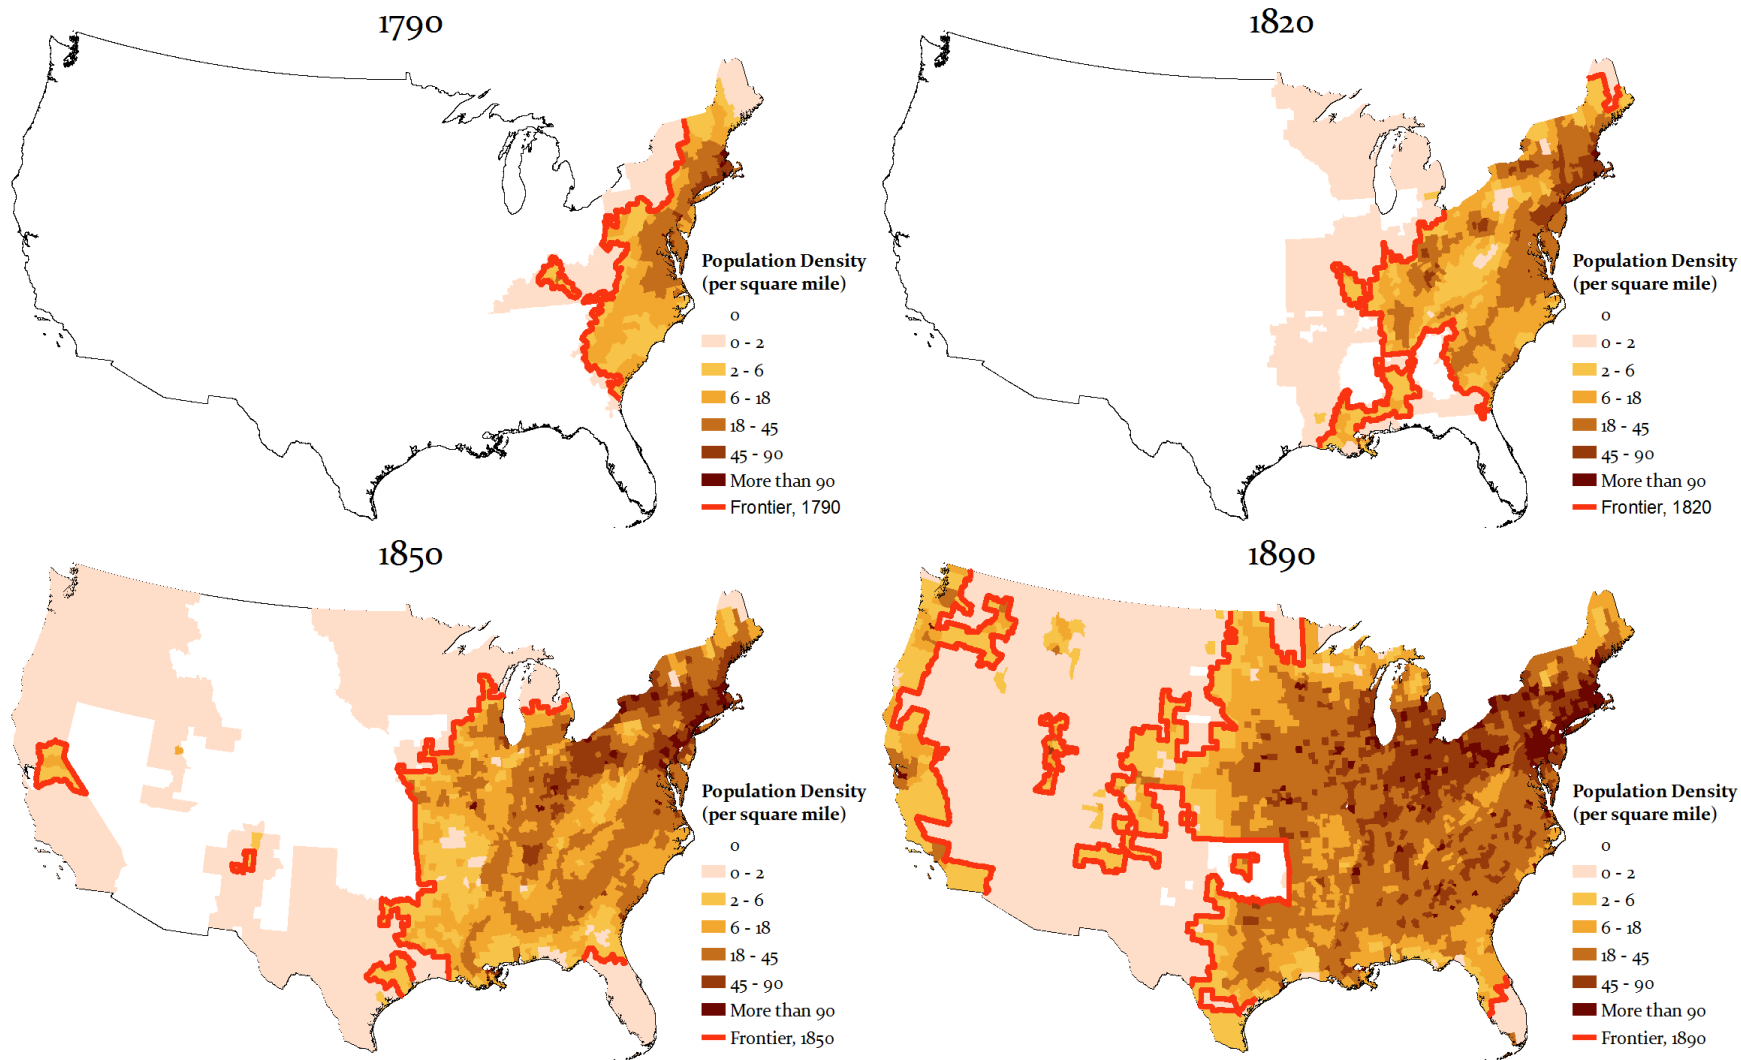 1790
Population Density
(per square mile)
0
0 - 2
2 - 6
6 - 18
18 - 45
45 - 90
More than 90
Frontier, 1790
1820
Population Density
(per square mile)
0
0 - 2
2 - 6
6 - 18
18 - 45
45 - 90
More than 90
Frontier, 1820
1850
Population Density
(per square mile)
0
0 - 2
2 - 6
6 - 18
18 - 45
45 - 90
More than 90
Frontier, 1850
1890
Population Density
(per square mile)
0
0 - 2
2 - 6
6 - 18
18 - 45
45 - 90
More than 90
Frontier, 1890